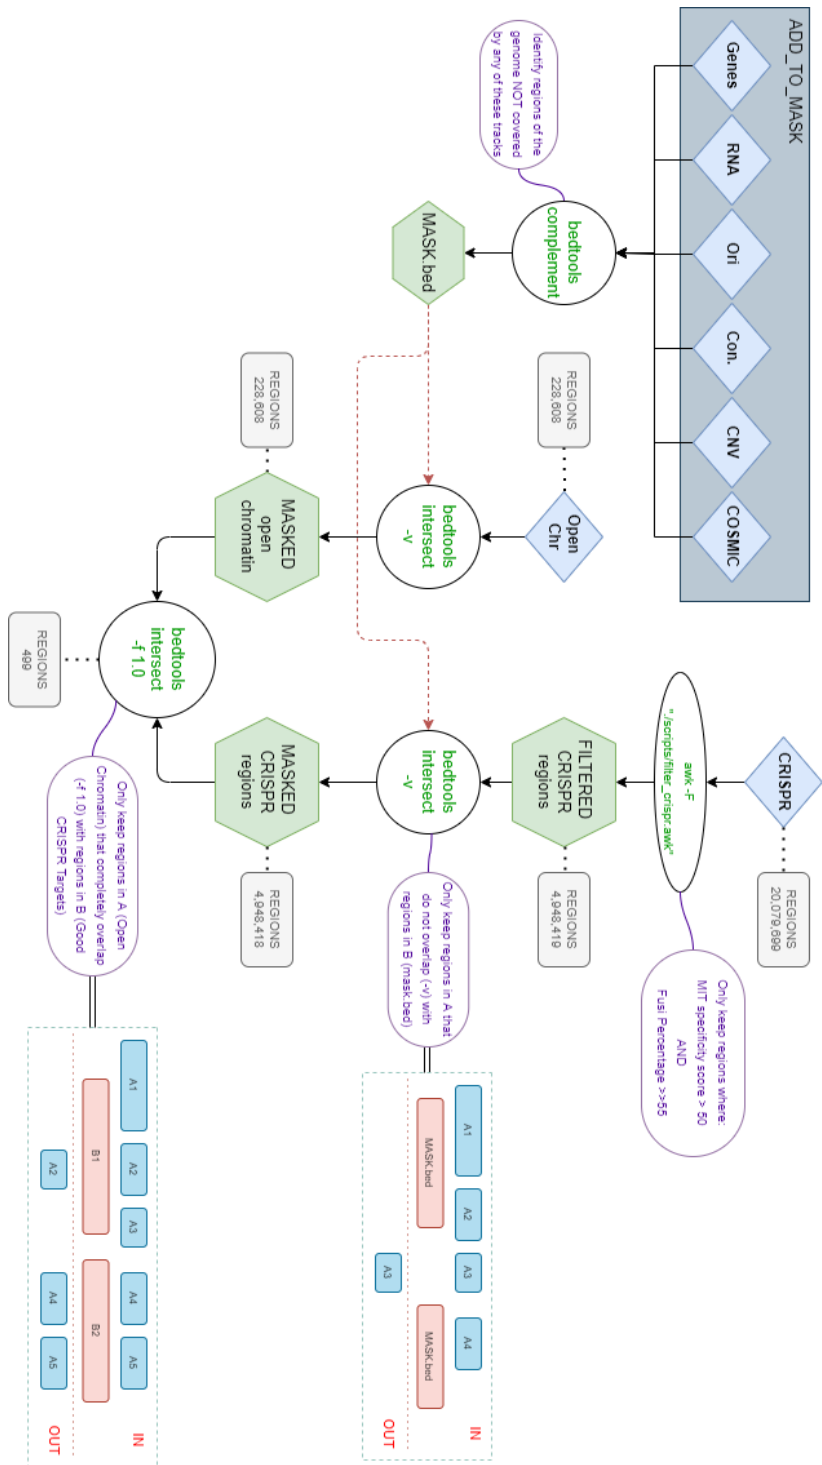 ADD_TO_MASK
Genes
RNA
Ori
Con.
CNV
COSMIC
Identify regions of the
genome NOT covered
by any of these tracks
bedtools
complement
MASK.bed
REGIONS
228,608
Open
Chr
bedtools
intersect
-v
REGIONS
228,608
MASKED
open
chromatin
CRISPR
REGIONS
20,079,699
awk -F
"./scripts/filter_crispr.awk"
Only keep regions where:
MIT specificity score > 50
AND
Fusi Percentage >>55
FILTERED
CRISPR
regions
REGIONS
4,948,419
bedtools
intersect
-v
Only keep regions in A that
do not overlap (-v) with
regions in B (mask.bed)
MASKED
CRISPR
regions
REGIONS
4,948,418
bedtools
intersect
-f 1.0
REGIONS
499
Only keep regions in A (Open
Chromatin) that completely overlap
(-f 1.0) with regions in B (Good
CRISPR Targets)
A1
A2
A3
A4
IN
MASK.bed
MASK.bed
A3
OUT
A1
A2
A3
A4
A5
IN
B1
B2
A2
A4
A5
OUT